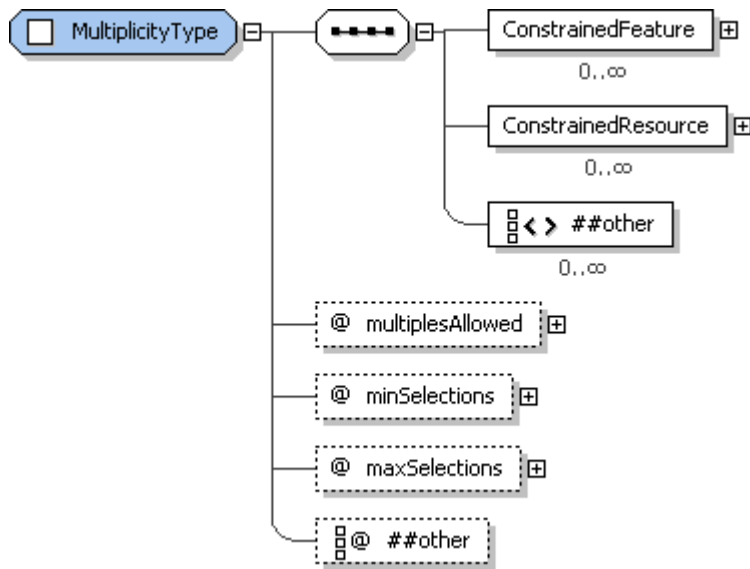 MultiplicityType
ConstrainedFeature
0..∞
ConstrainedResource
0..∞
##other
0..∞
@ multiplesAllowed
@ minSelections
@ maxSelections
@ ##other